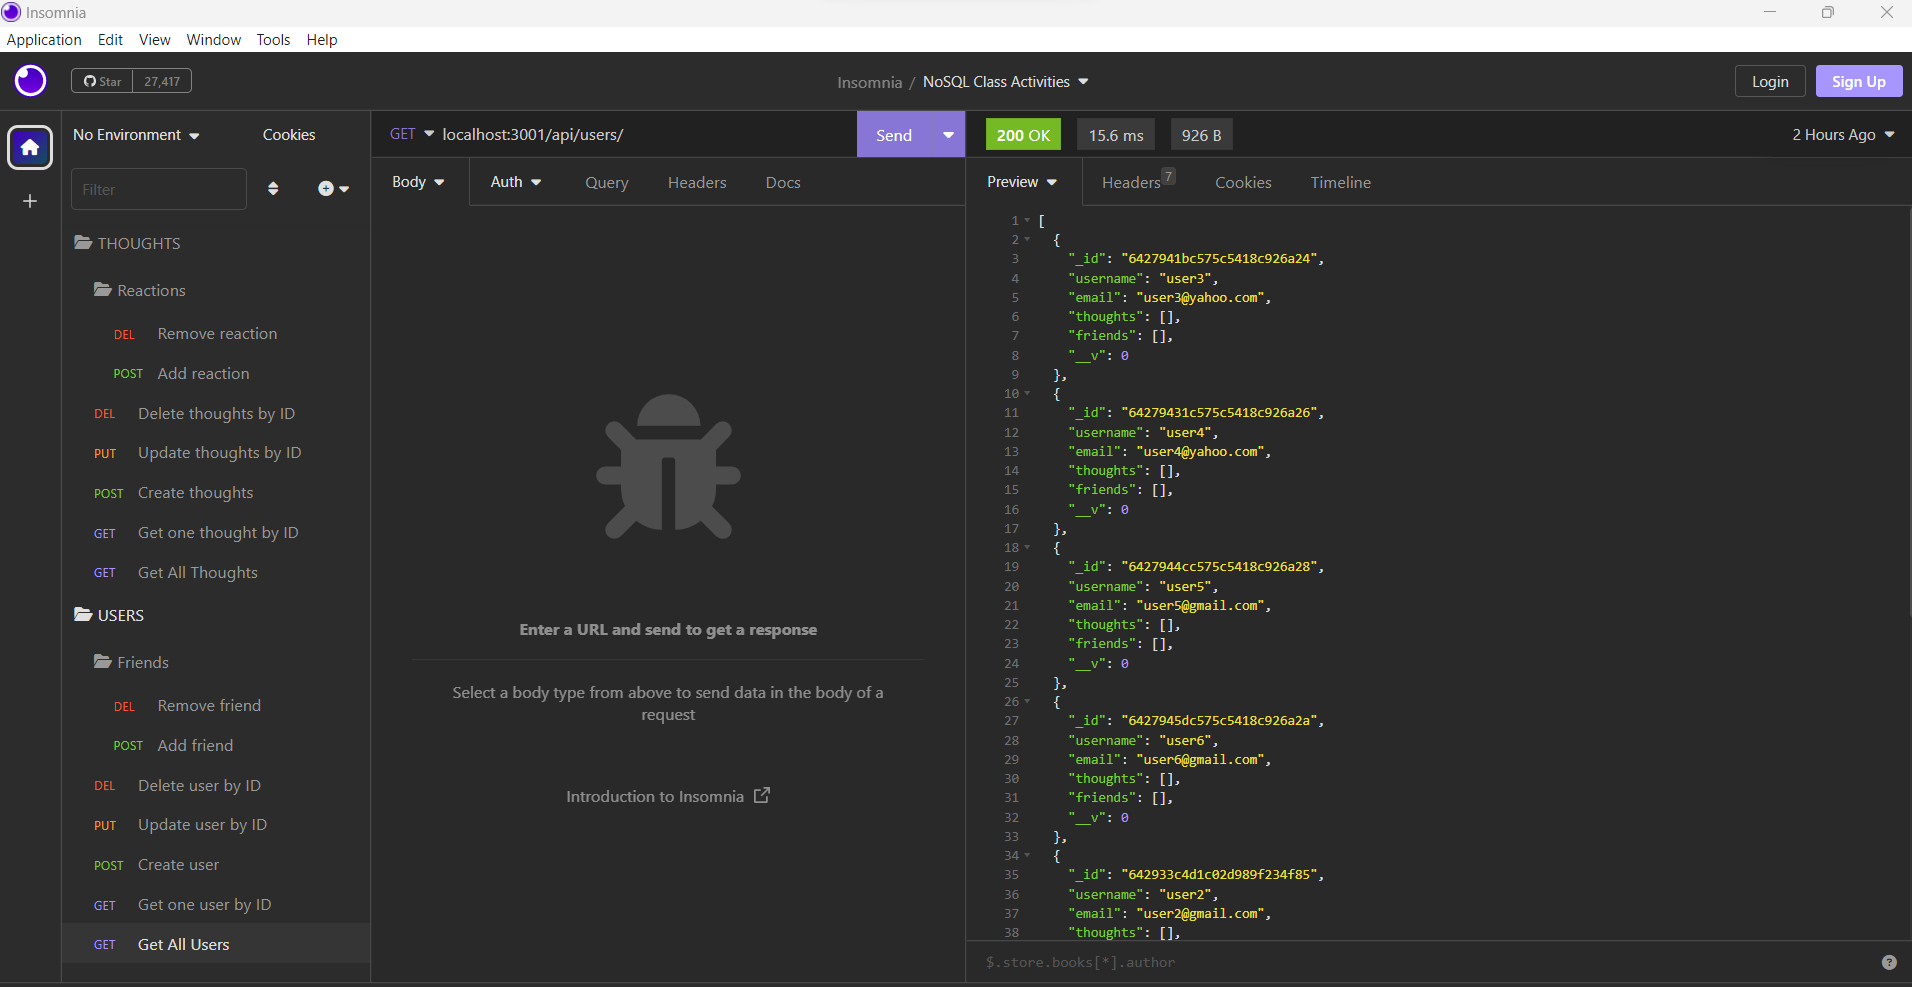 Insomnia
Application Edit View Window Tools Help
Star 27,417
Insomnia / NoSQL Class Activities
Login Sign Up
No Environment Cookies
Filter
THOUGHTS
Reactions
DEL Remove reaction
POST Add reaction
DEL Delete thoughts by ID
PUT Update thoughts by ID
POST Create thoughts
GET Get one thought by ID
GET Get All Thoughts
USERS
Friends
DEL Remove friend
POST Add friend
DEL Delete user by ID
PUT Update user by ID
POST Create user
GET Get one user by ID
GET Get All Users
GET localhost:3001/api/users/ Send
Body Auth Query Headers Docs
Enter a URL and send to get a response
Select a body type from above to send data in the body of a
request
Introduction to Insomnia
200 OK 15.6 ms 926 B 2 Hours Ago
Preview Headers 7 Cookies Timeline
1 [
2 {
3 "_id": "6427941bc575c5418c926a24",
4 "username": "user3",
5 "email": "user3@yahoo.com",
6 "thoughts": [],
7 "friends": [],
8 "__v": 0
9 },
10 {
11 "_id": "64279431c575c5418c926a26",
12 "username": "user4",
13 "email": "user4@yahoo.com",
14 "thoughts": [],
15 "friends": [],
16 "__v": 0
17 },
18 {
19 "_id": "6427944cc575c5418c926a28",
20 "username": "user5",
21 "email": "user5@gmail.com",
22 "thoughts": [],
23 "friends": [],
24 "__v": 0
25 },
26 {
27 "_id": "6427945dc575c5418c926a2a",
28 "username": "user6",
29 "email": "user6@gmail.com",
30 "thoughts": [],
31 "friends": [],
32 "__v": 0
33 },
34 {
35 "_id": "642933c4d1c02d989f234f85",
36 "username": "user2",
37 "email": "user2@gmail.com",
38 "thoughts": [],
$.store.books[*].author
?